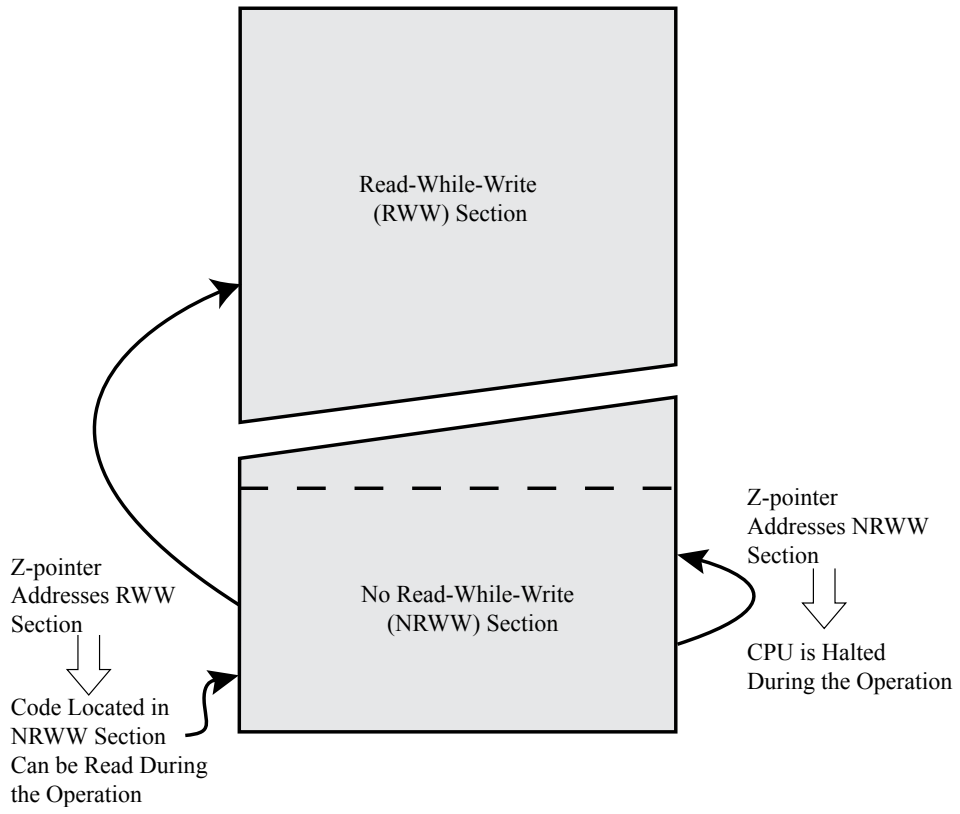 Read-While-Write
(RWW) Section
Z-pointer
Addresses NRWW
Section
Z-pointer
Addresses RWW
Section
No Read-While-Write
(NRWW) Section
CPU is Halted
During the Operation
Code Located in
NRWW Section
Can be Read During
the Operation